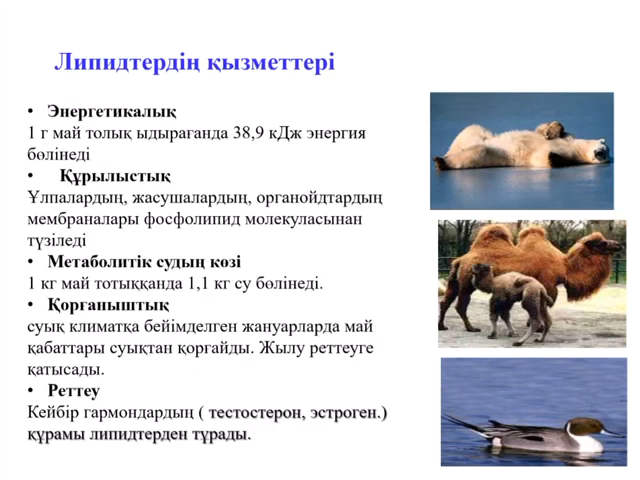 Липидтердің қызметтері
• Энергетикалық
1 г май толық ыдырағанда 38,9 кДж энергия
бөлінеді
• Құрылыстық
Ұлпалардың, жасушалардың, органойдтардың
мембраналары фосфолипид молекуласынан
түзіледі
• Метаболитік судың көзі
1 кг май тотыққанда 1,1 кг су бөлінеді.
• Қорғаныштық
суық климатқа бейімделген жануарларда май
қабаттары суықтан қорғайды. Жылу реттеуге
қатысады.
• Реттеу
Кейбір гармондардың ( тестостерон, эстроген.)
құрамы липидтерден тұрады.